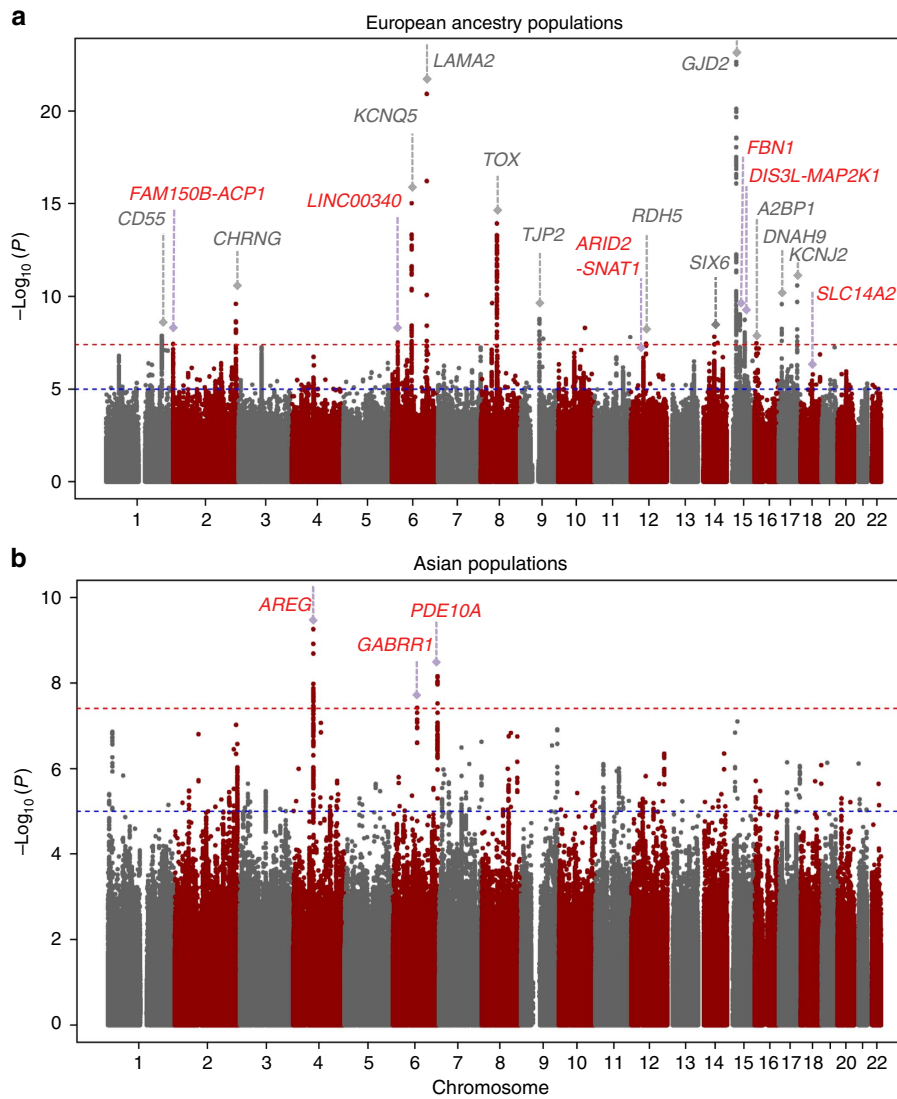 a
European ancestry populations
LAMA2
GJD2
20
KCNQ5
TOX
FBN1
15
FAM150B-ACP1
LINC00340
DIS3L-MAP2K1
CD55
RDH5
A2BP1
CHRNG
TJP2
ARID2
-SNAT1
SIX6
DNAH9
KCNJ2
SLC14A2
10
5
0
−Log10 (P)
1 2 3 4 5 6 7 8 9 10 11 12 13 14 15 16 17 18 20 22
b
Asian populations
10
AREG
PDE10A
GABRR1
8
6
4
2
0
−Log10 (P)
1 2 3 4 5 6 7 8 9 10 11 12 13 14 15 16 17 18 20 22
Chromosome